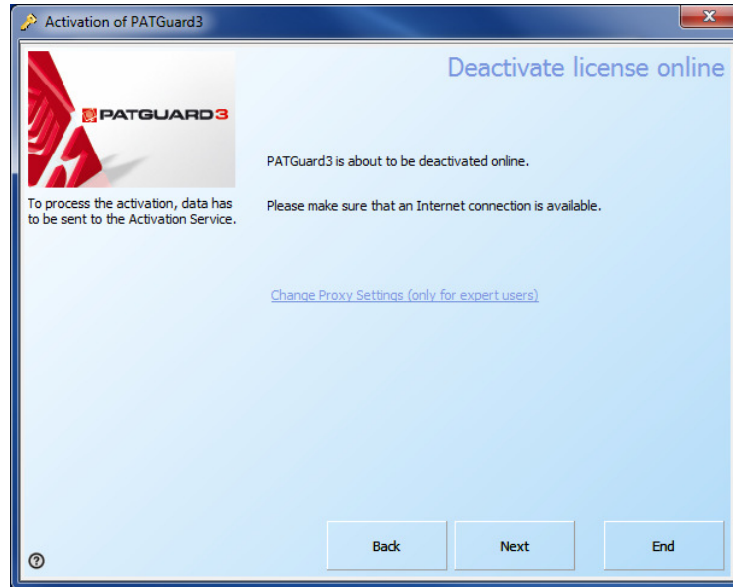 Activation of PATGuard3
Deactivate license online
PATGUARD3
PATGuard3 is about to be deactivated online.
To process the activation, data has
to be sent to the Activation Service.
Please make sure that an Internet connection is available.
Change Proxy Settings (only for expert users)
Back
Next
End